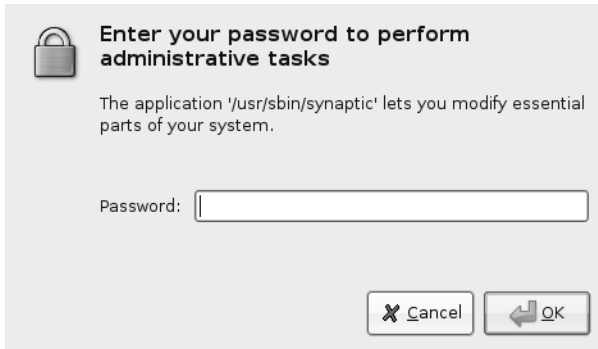 Enter your password to perform
administrative tasks
The application '/usr/sbin/synaptic' lets you modify essential
parts of your system.
Password:
Cancel
OK